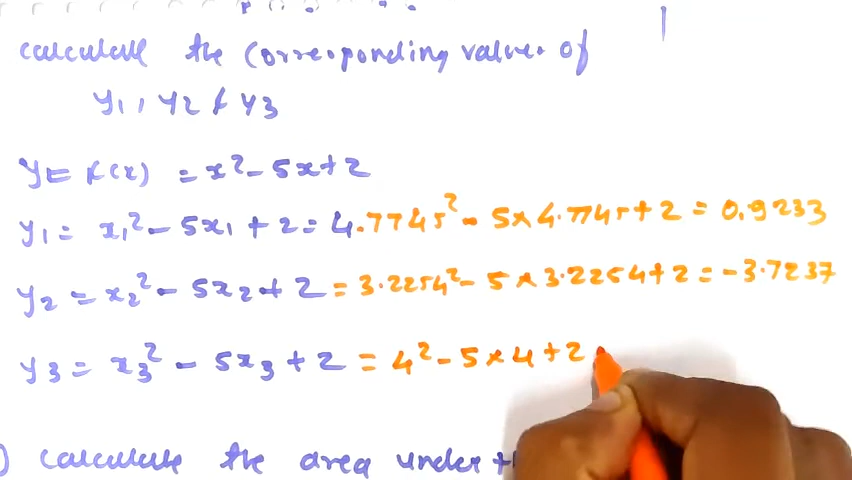 calculate the corresponding values of
y1, y2 & y3
y = f(x) = x² - 5x + 2
y1 = x1² - 5x1 + 2 = 4.7745² - 5 × 4.7745 + 2 = 0.9233
y2 = x2² - 5x2 + 2 = 3.2254² - 5 × 3.2254 + 2 = -3.7237
y3 = x3² - 5x3 + 2 = 4² - 5 × 4 + 2
) calculate the area under